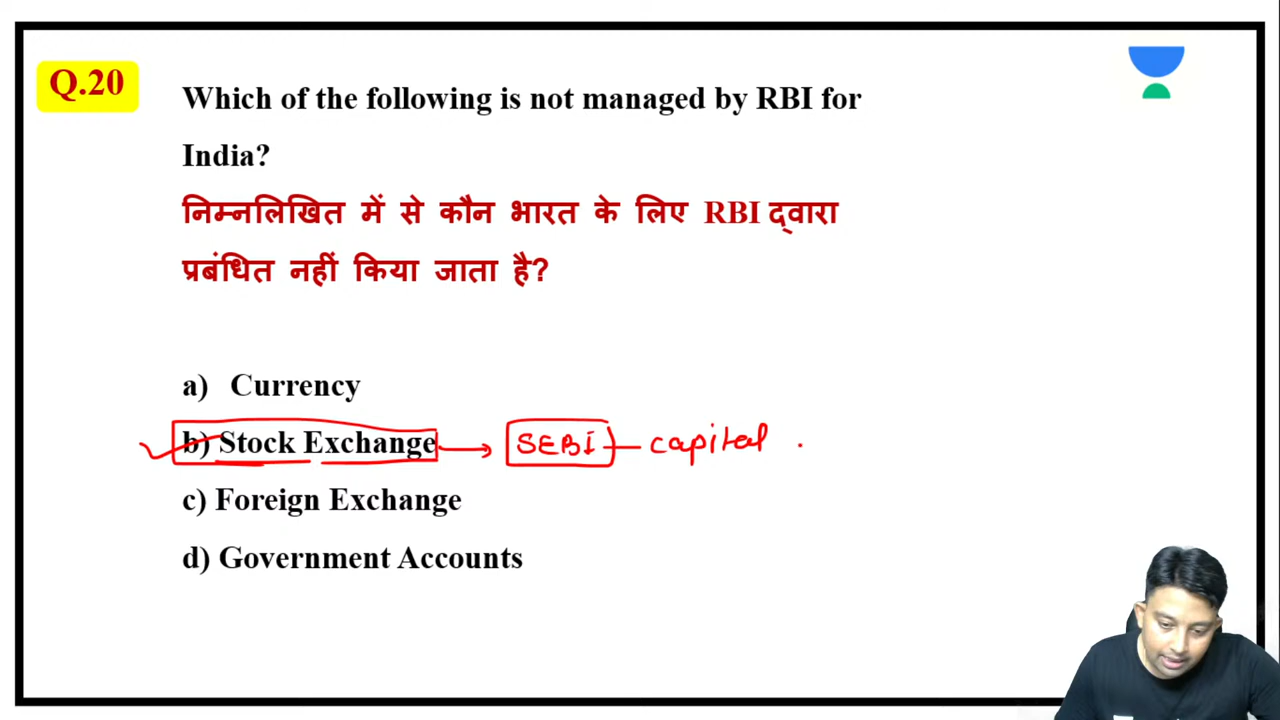 Q.20
Which of the following is not managed by RBI for
India?
निम्नलिखित में से कौन भारत के लिए RBI द्वारा
प्रबंधित नहीं किया जाता है?
a) Currency
b) Stock Exchange → SEBI — capital
c) Foreign Exchange
d) Government Accounts